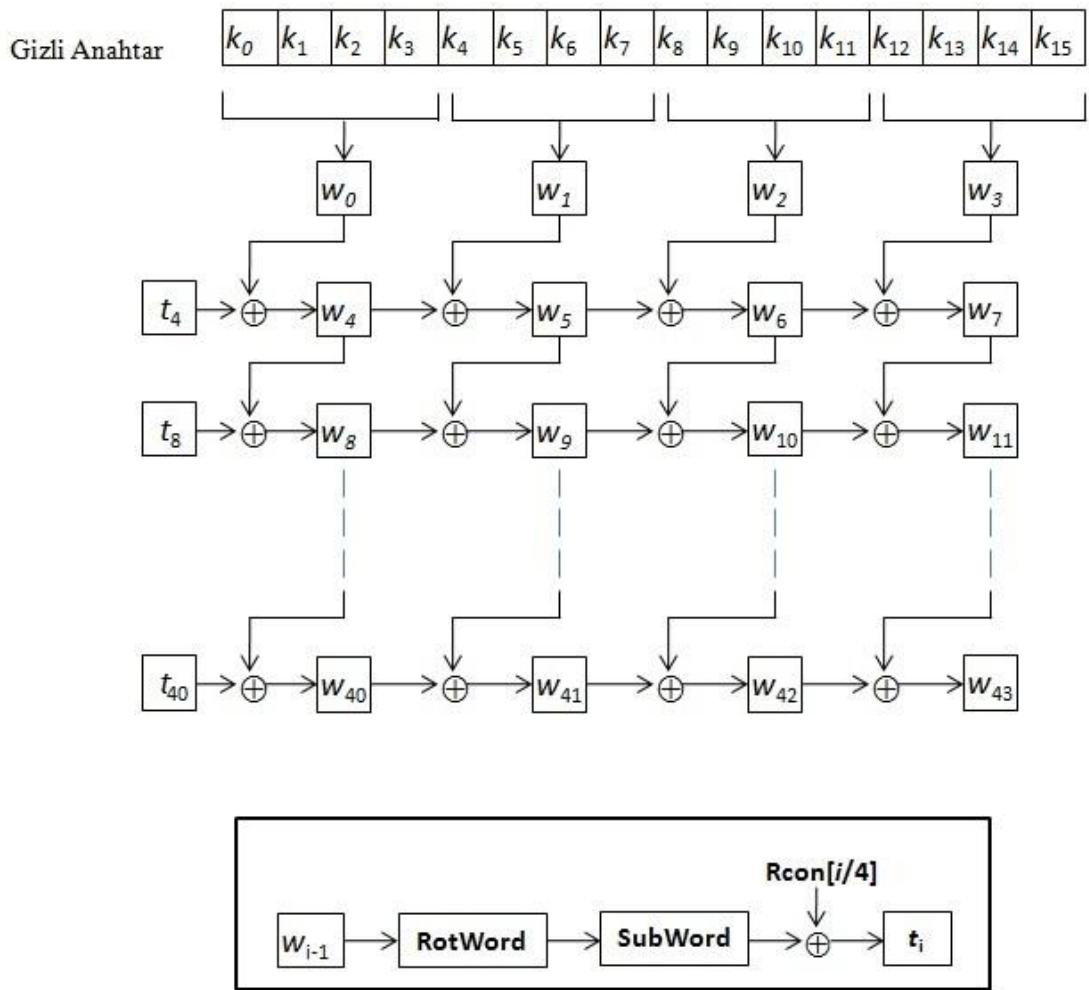 Gizli Anahtar k₀ k₁ k₂ k₃ k₄ k₅ k₆ k₇ k₈ k₉ k₁₀ k₁₁ k₁₂ k₁₃ k₁₄ k₁₅
w₀ w₁ w₂ w₃
t₄ ⊕ w₄ ⊕ w₅ ⊕ w₆ ⊕ w₇
t₈ ⊕ w₈ ⊕ w₉ ⊕ w₁₀ ⊕ w₁₁
t₄₀ ⊕ w₄₀ ⊕ w₄₁ ⊕ w₄₂ ⊕ w₄₃
Rcon[i/4]
wᵢ₋₁ RotWord SubWord ⊕ tᵢ